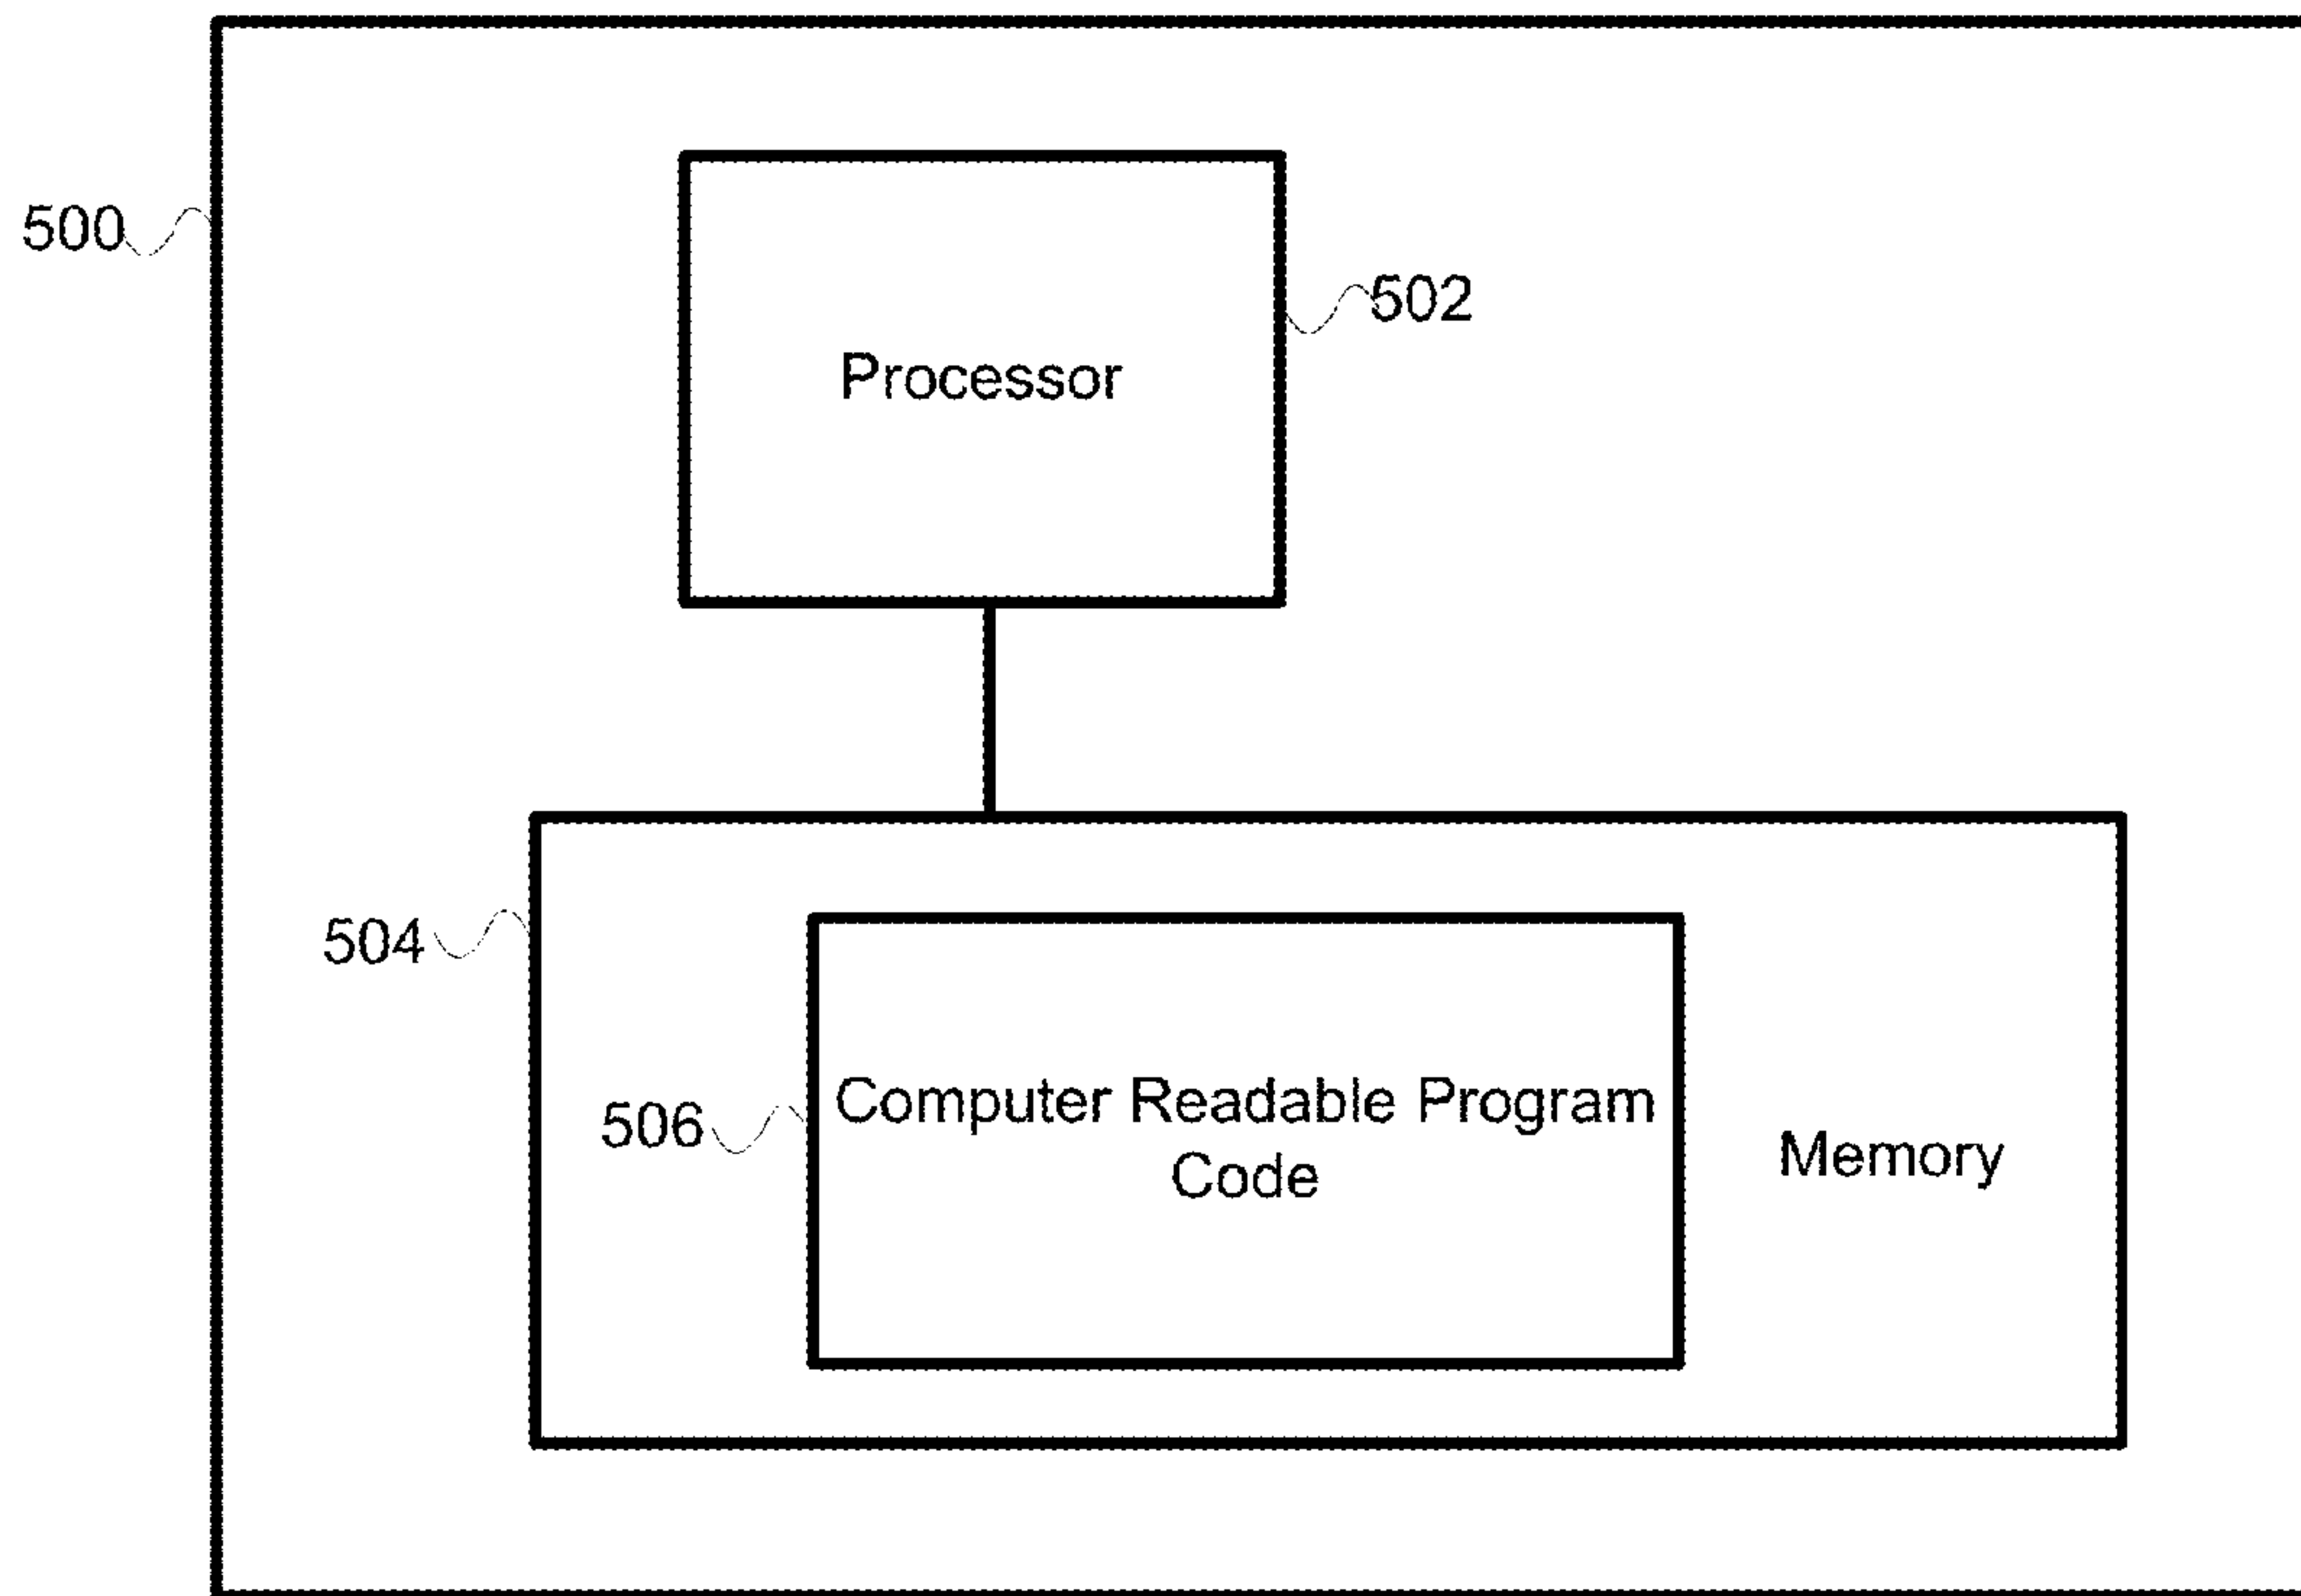 500
502
Processor
504
506
Computer Readable Program
Code
Memory